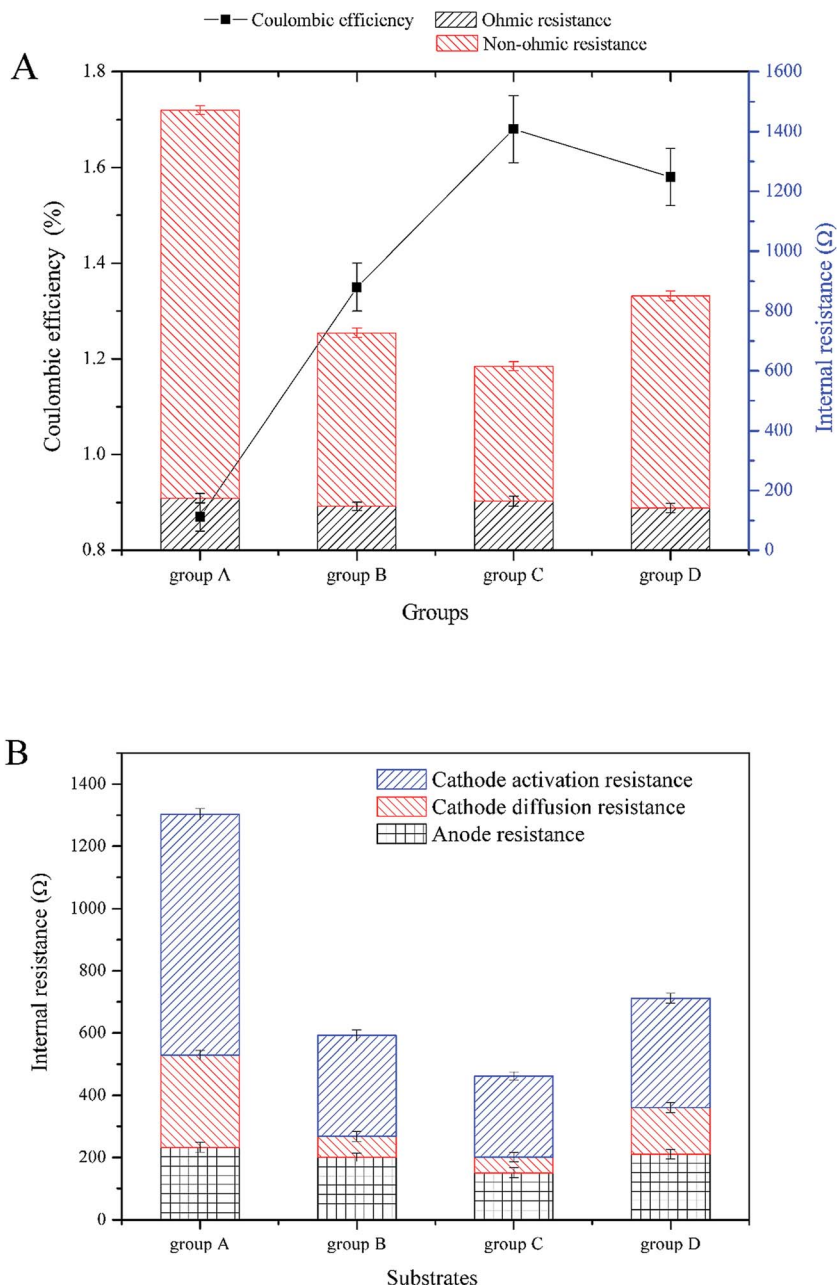 Coulombic efficiency
Ohmic resistance
Non-ohmic resistance
A
1.8
1.6
1.4
1.2
1.0
0.8
Coulombic efficiency (%)
1600
1400
1200
1000
800
600
400
200
0
Internal resistance (Ω)
group A group B group C group D
Groups
B
Cathode activation resistance
Cathode diffusion resistance
Anode resistance
1400
1200
1000
800
600
400
200
0
Internal resistance (Ω)
group A group B group C group D
Substrates